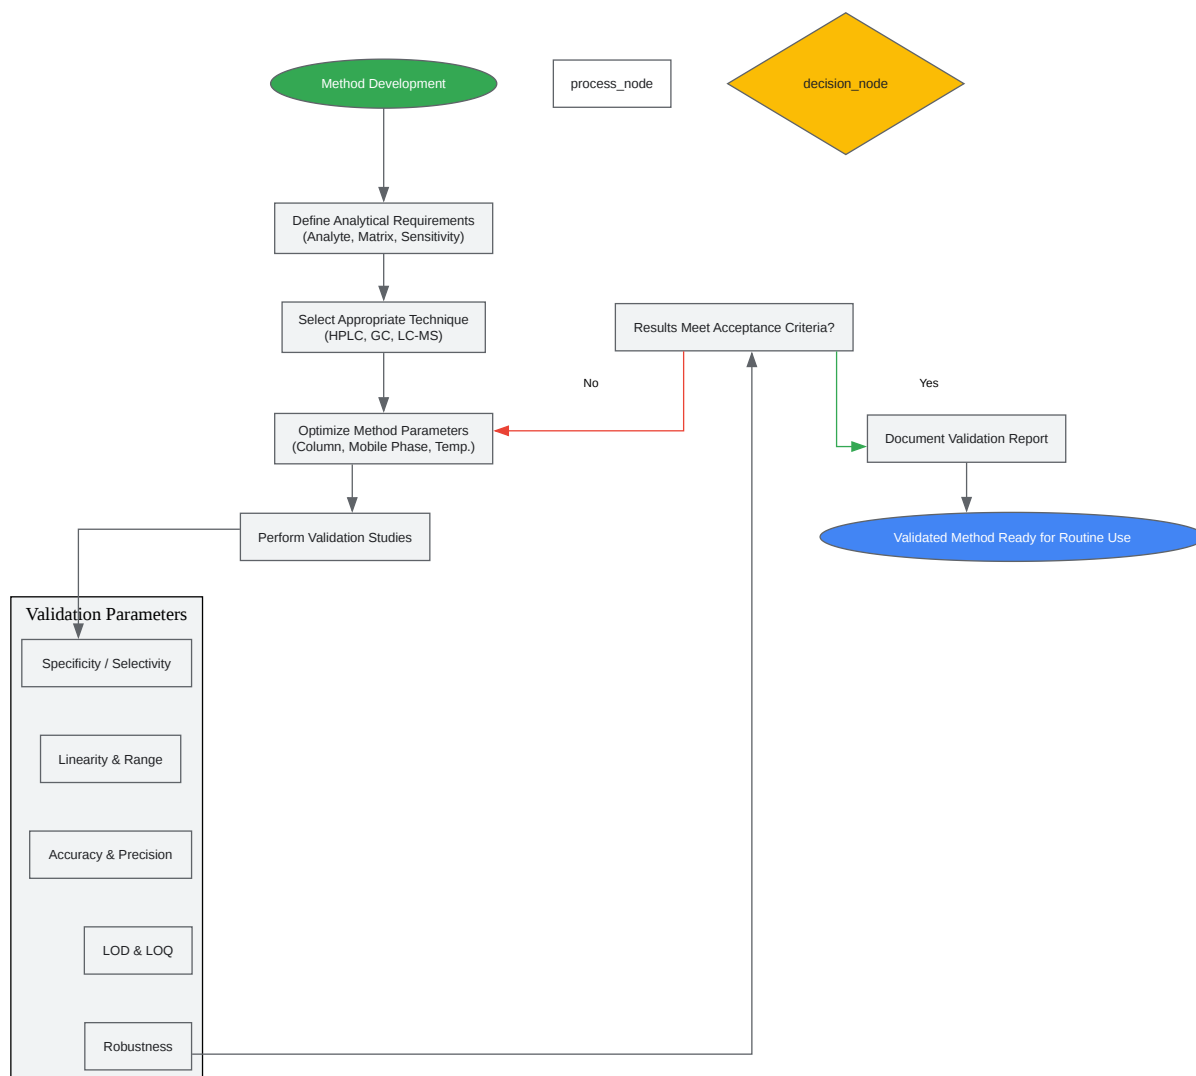 Method Development
process_node
decision_node
Define Analytical Requirements
(Analyte, Matrix, Sensitivity)
Select Appropriate Technique
(HPLC, GC, LC-MS)
Results Meet Acceptance Criteria?
No
Yes
Optimize Method Parameters
(Column, Mobile Phase, Temp.)
Document Validation Report
Perform Validation Studies
Validated Method Ready for Routine Use
Validation Parameters
Specificity / Selectivity
Linearity & Range
Accuracy & Precision
LOD & LOQ
Robustness